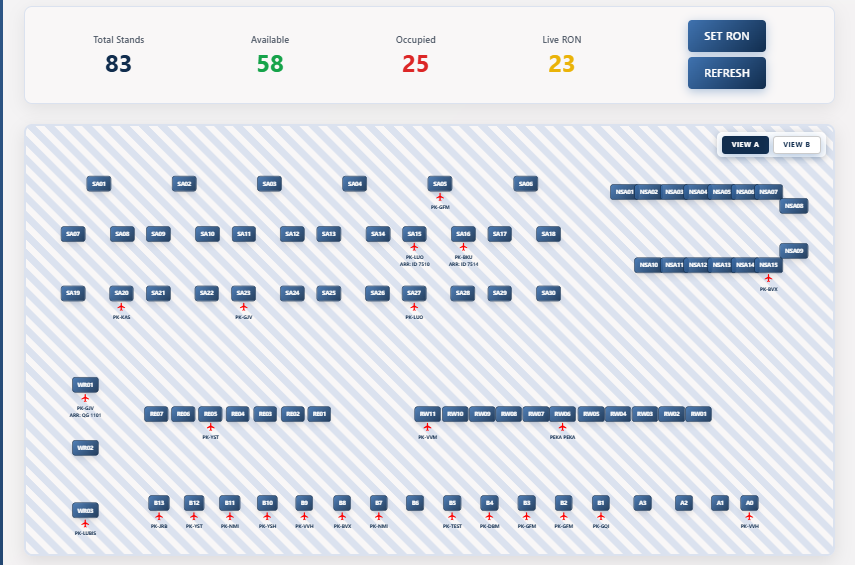 Total Stands
Available
Occupied
Live RON
83
58
25
23
SET RON
REFRESH
VIEW A
VIEW B
SA01
SA02
SA03
SA04
SA05
SA06
PK-GFM
NSA01
NSA02
NSA03
NSA04
NSA05
NSA06
NSA07
NSA08
SA07
SA08
SA09
SA10
SA11
SA12
SA13
SA14
SA15
SA16
SA17
SA18
PK-LUO
ARR: ID 7510
PK-BKU
ARR: ID 7514
NSA09
NSA10
NSA11
NSA12
NSA13
NSA14
NSA15
PK-BVX
SA19
SA20
SA21
SA22
SA23
SA24
SA25
SA26
SA27
SA28
SA29
SA30
PK-KAS
PK-GJV
PK-LUO
WR01
PK-GJV
ARR: QG 1101
RE07
RE06
RE05
RE04
RE03
RE02
RE01
PK-YST
RW11
RW10
RW09
RW08
RW07
RW06
RW05
RW04
RW03
RW02
RW01
PK-VVM
PEKA PEKA
WR02
WR03
PK-LUBIS
B13
B12
B11
B10
B9
B8
B7
B6
B5
B4
B3
B2
B1
A3
A2
A1
A0
PK-JRB
PK-YST
PK-NMI
PK-YSH
PK-VVH
PK-BVX
PK-NMI
PK-TEST
PK-DBM
PK-GFM
PK-GFM
PK-GQI
PK-VVH